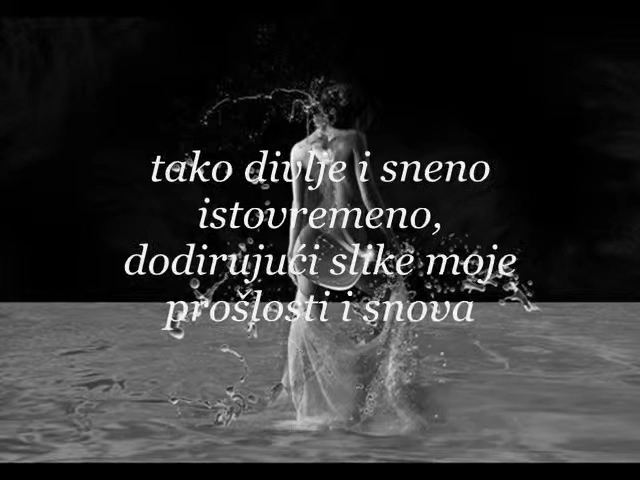 tako divlje i sneno
istovremeno,
dodirujući slike moje
prošlosti i snova